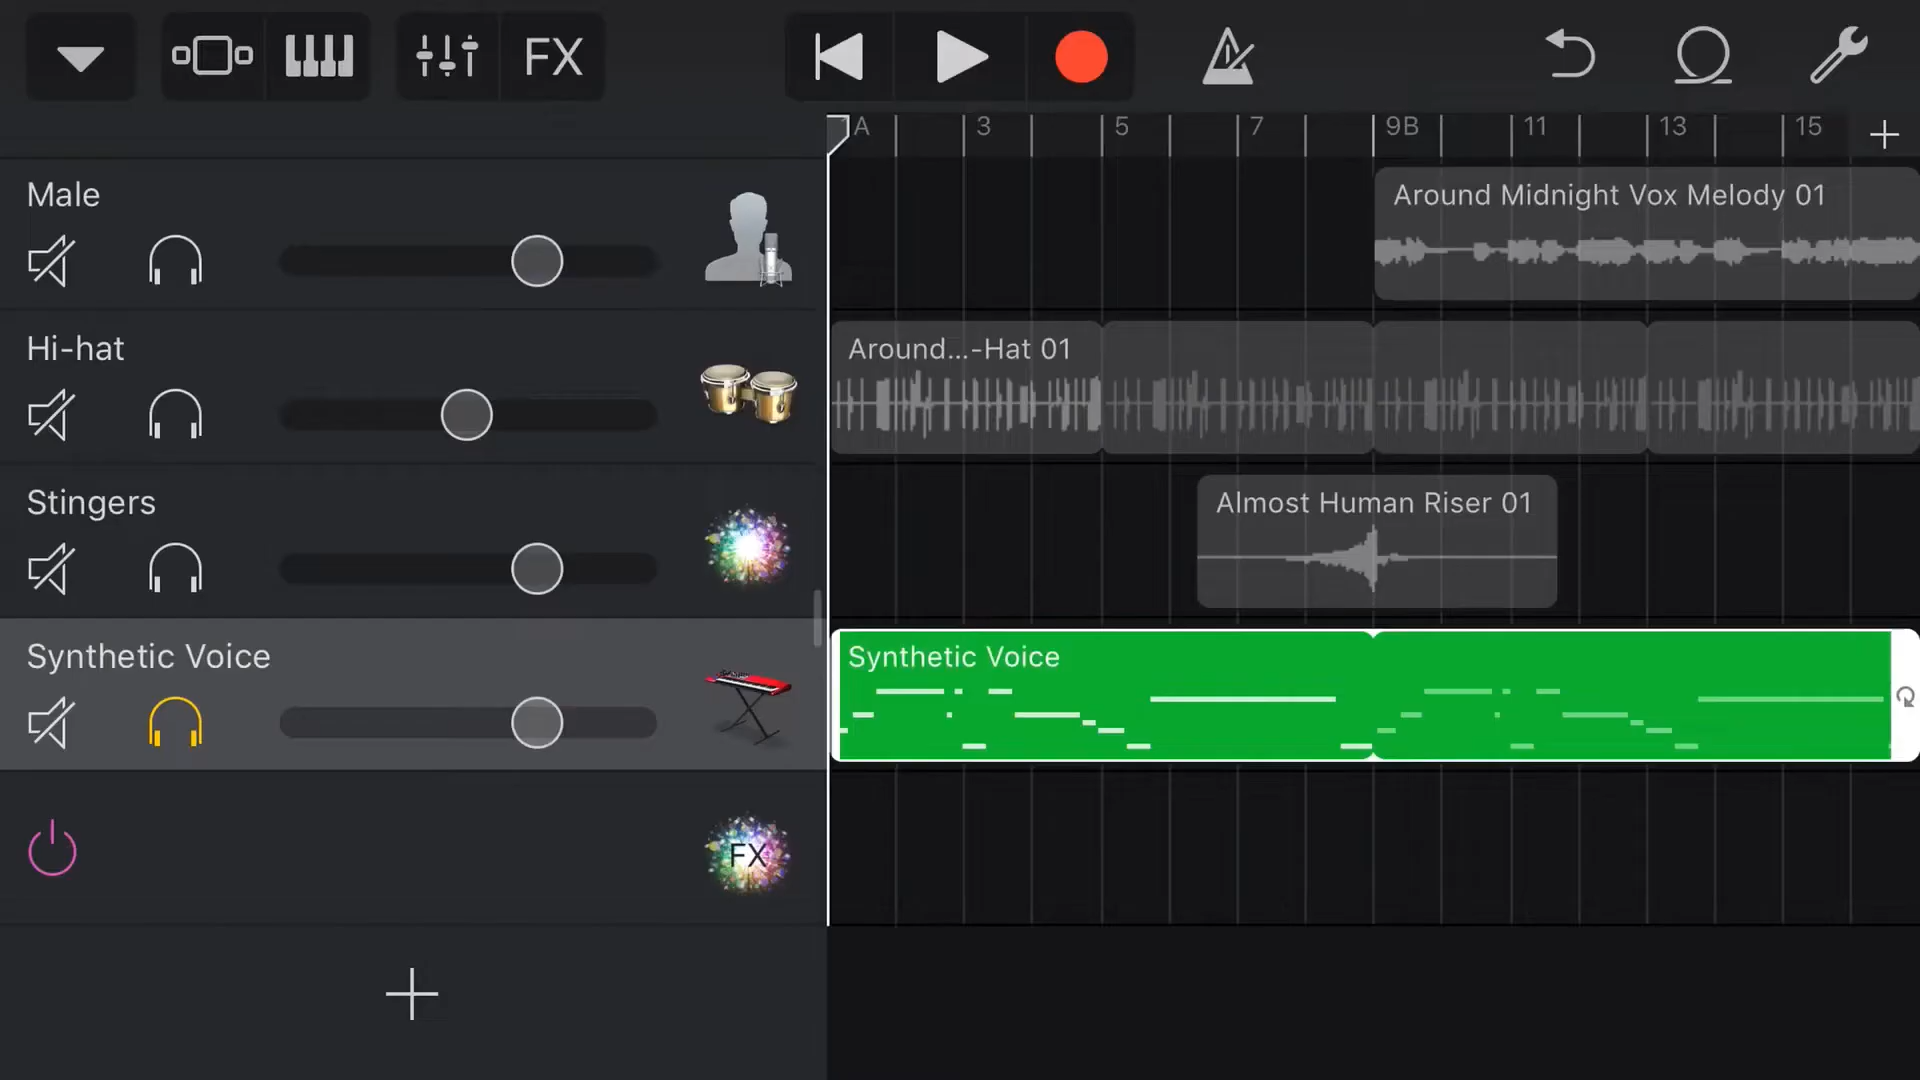 FX
A 3 5 7 9B 11 13 15
Male
Around Midnight Vox Melody 01
Hi-hat
Around...-Hat 01
Stingers
Almost Human Riser 01
Synthetic Voice
Synthetic Voice
FX